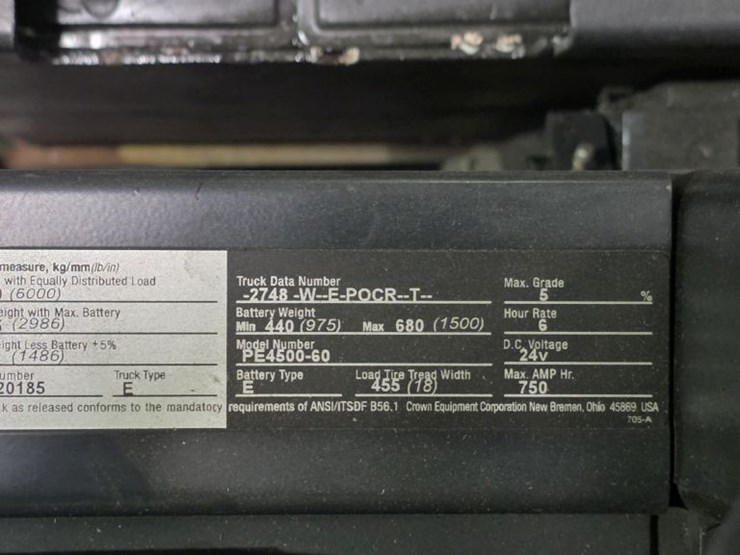 measure, kg/mm(lb/in)
with Equally Distributed Load
(6000)
eight with Max. Battery
(2986)
ight Less Battery +5%
(1486)
umber Truck Type
20185 E
k as released conforms to the mandatory requirements of ANSI/ITSDF B56.1 Crown Equipment Corporation New Bremen, Ohio 45869 USA
705-A
Truck Data Number
-2748 -W--E-POCR--T--
Battery Weight
Min 440 (975) Max 680 (1500)
Model Number
PE4500-60
Battery Type Load Tire Tread Width
E 455 (18)
Max. Grade
5 %
Hour Rate
6
D.C. Voltage
24v
Max. AMP Hr.
750